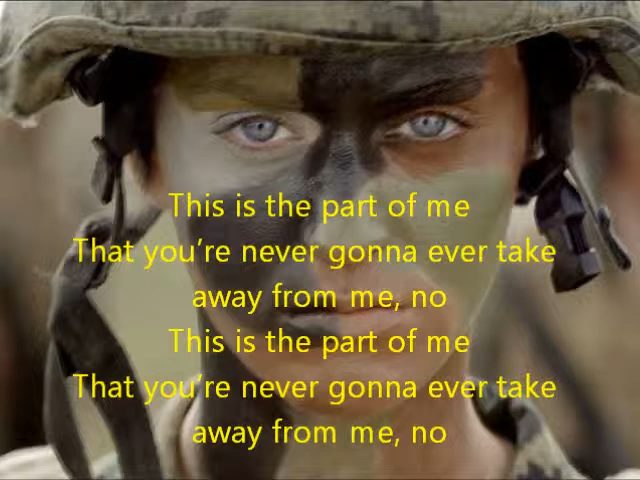 This is the part of me
That you’re never gonna ever take
away from me, no
This is the part of me
That you’re never gonna ever take
away from me, no